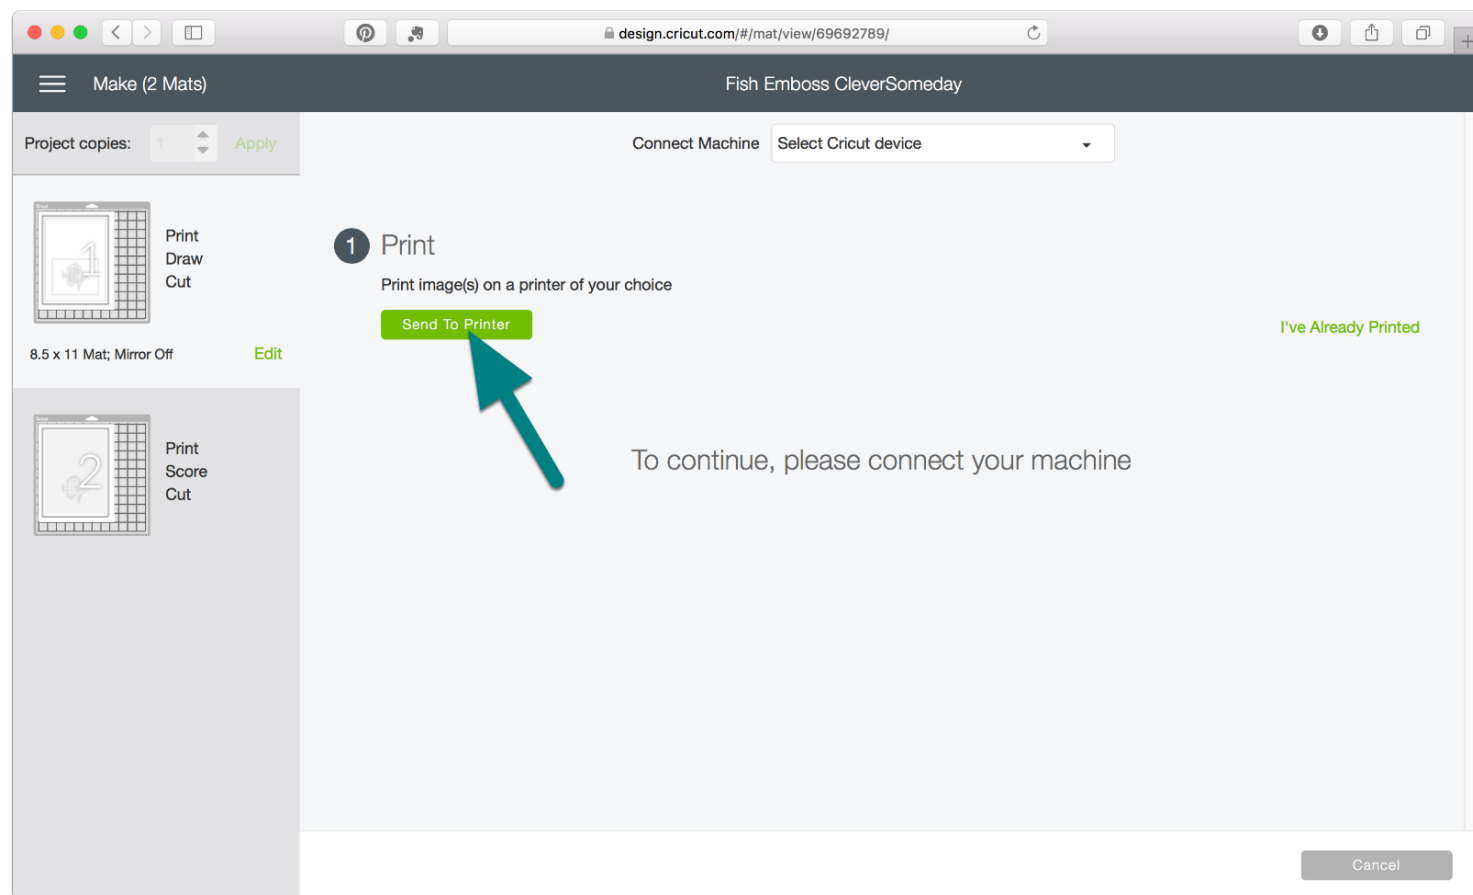 design.cricut.com/#/mat/view/69692789/
Make (2 Mats)
Fish Emboss CleverSomeday
Project copies: 1 Apply
Connect Machine Select Cricut device
1
Print
Draw
Cut
8.5 x 11 Mat; Mirror Off Edit
2
Print
Score
Cut
1 Print
Print image(s) on a printer of your choice
Send To Printer
I've Already Printed
To continue, please connect your machine
Cancel